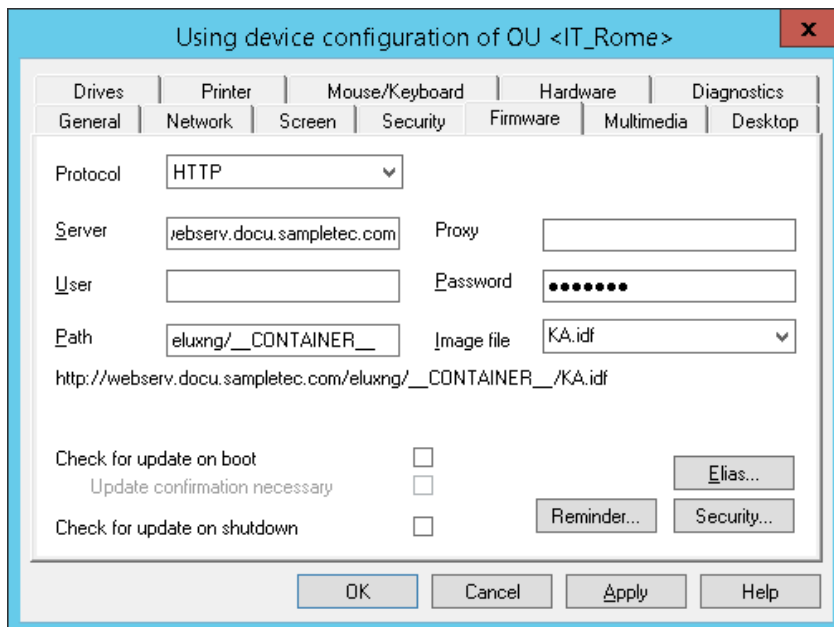 Using device configuration of OU <IT_Rome>
x
Drives Printer Mouse/Keyboard Hardware Diagnostics
General Network Screen Security Firmware Multimedia Desktop
Protocol HTTP
Server webserv.docu.sampletec.com Proxy
User Password •••••••
Path eluxng/__CONTAINER__ Image file KA.idf
http://webserv.docu.sampletec.com/eluxng/__CONTAINER__/KA.idf
Check for update on boot
Update confirmation necessary
Elias...
Check for update on shutdown
Reminder... Security...
OK Cancel Apply Help